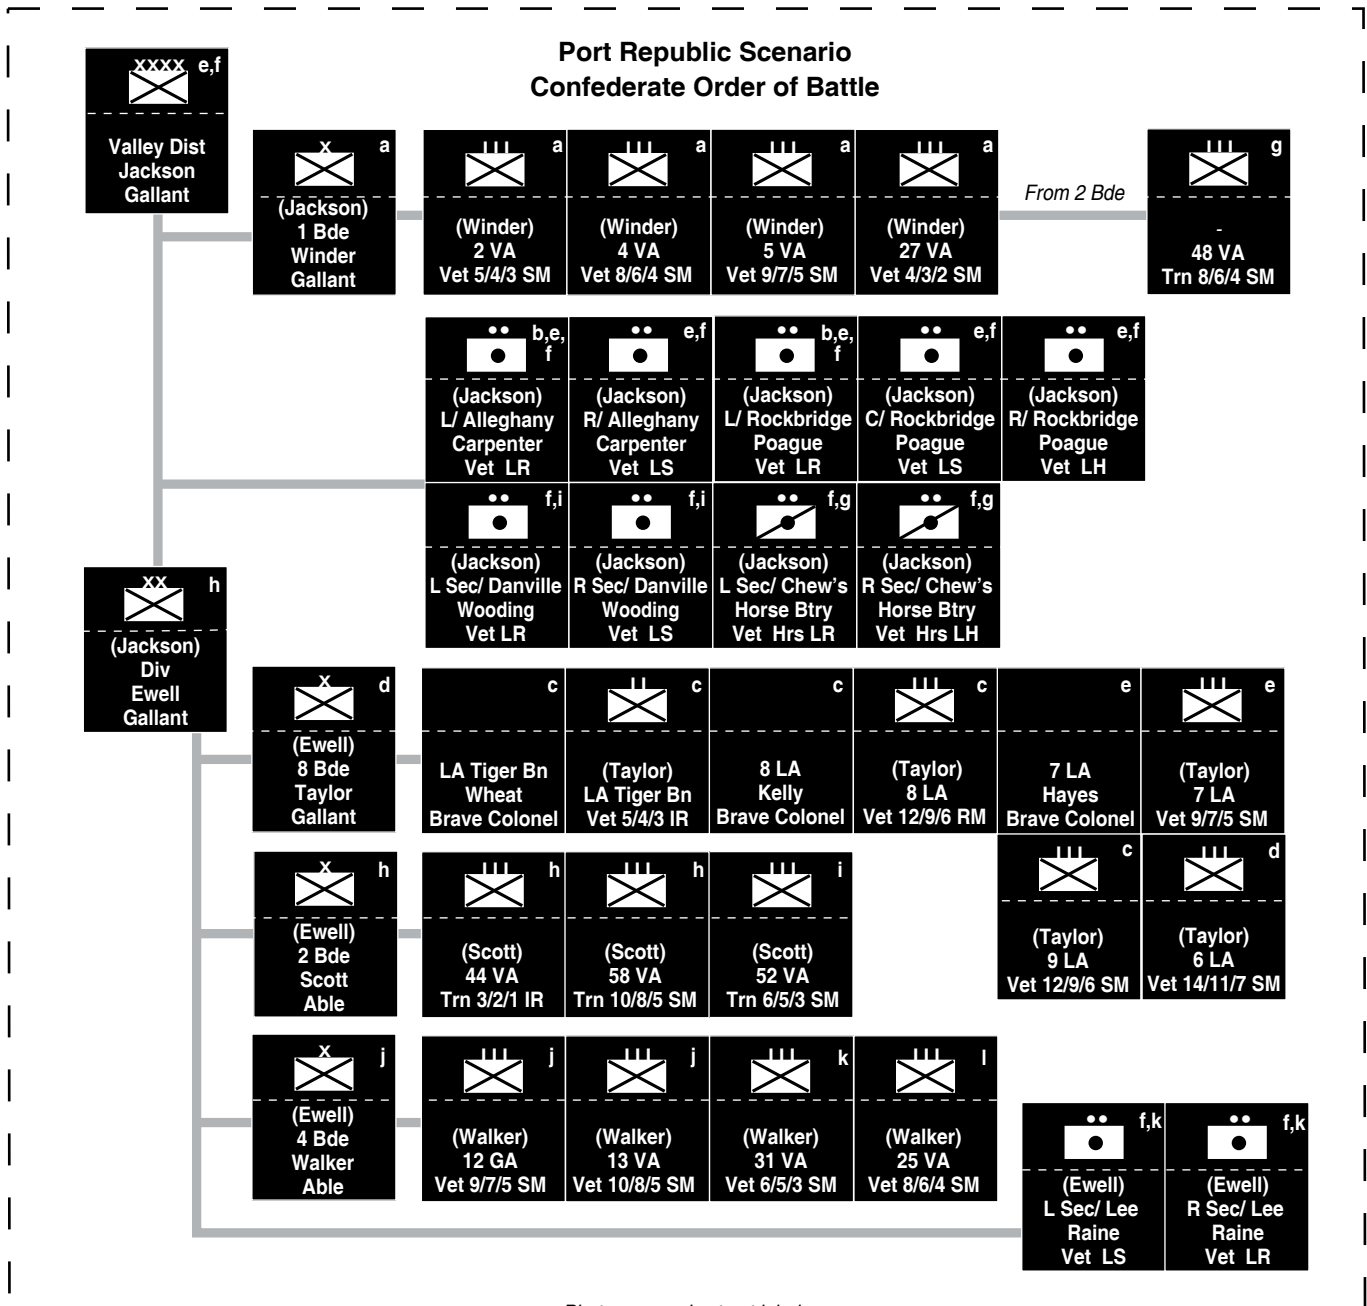 Port Republic Scenario
Confederate Order of Battle
XXXX e,f
Valley Dist
Jackson
Gallant
X a
(Jackson)
1 Bde
Winder
Gallant
III a
(Winder)
2 VA
Vet 5/4/3 SM
III a
(Winder)
4 VA
Vet 8/6/4 SM
III a
(Winder)
5 VA
Vet 9/7/5 SM
III a
(Winder)
27 VA
Vet 4/3/2 SM
From 2 Bde
III g
-
48 VA
Trn 8/6/4 SM
b,e,
f
(Jackson)
L/ Alleghany
Carpenter
Vet LR
e,f
(Jackson)
R/ Alleghany
Carpenter
Vet LS
b,e,
f
(Jackson)
L/ Rockbridge
Poague
Vet LR
e,f
(Jackson)
C/ Rockbridge
Poague
Vet LS
e,f
(Jackson)
R/ Rockbridge
Poague
Vet LH
f,i
(Jackson)
L Sec/ Danville
Wooding
Vet LR
f,i
(Jackson)
R Sec/ Danville
Wooding
Vet LS
f,g
(Jackson)
L Sec/ Chew's
Horse Btry
Vet Hrs LR
f,g
(Jackson)
R Sec/ Chew's
Horse Btry
Vet Hrs LH
XX h
(Jackson)
Div
Ewell
Gallant
X d
(Ewell)
8 Bde
Taylor
Gallant
c
LA Tiger Bn
Wheat
Brave Colonel
II c
(Taylor)
LA Tiger Bn
Vet 5/4/3 IR
c
8 LA
Kelly
Brave Colonel
III c
(Taylor)
8 LA
Vet 12/9/6 RM
e
7 LA
Hayes
Brave Colonel
III e
(Taylor)
7 LA
Vet 9/7/5 SM
III c
(Taylor)
9 LA
Vet 12/9/6 SM
III d
(Taylor)
6 LA
Vet 14/11/7 SM
X h
(Ewell)
2 Bde
Scott
Able
III h
(Scott)
44 VA
Trn 3/2/1 IR
III h
(Scott)
58 VA
Trn 10/8/5 SM
III i
(Scott)
52 VA
Trn 6/5/3 SM
X j
(Ewell)
4 Bde
Walker
Able
III j
(Walker)
12 GA
Vet 9/7/5 SM
III j
(Walker)
13 VA
Vet 10/8/5 SM
III k
(Walker)
31 VA
Vet 6/5/3 SM
III l
(Walker)
25 VA
Vet 8/6/4 SM
f,k
(Ewell)
L Sec/ Lee
Raine
Vet LS
f,k
(Ewell)
R Sec/ Lee
Raine
Vet LR